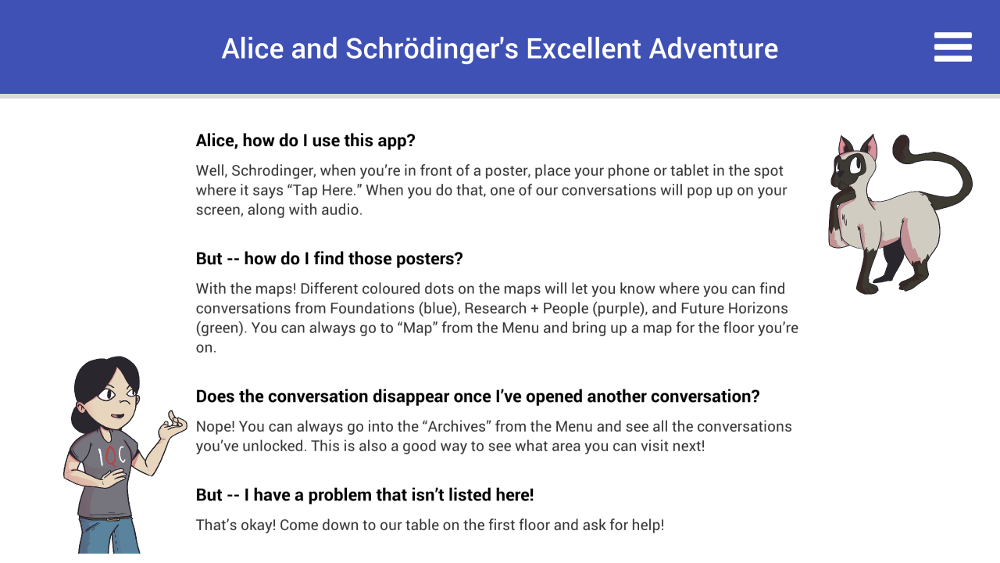 Alice and Schrödinger's Excellent Adventure
Alice, how do I use this app?
Well, Schrodinger, when you’re in front of a poster, place your phone or tablet in the spot
where it says “Tap Here.” When you do that, one of our conversations will pop up on your
screen, along with audio.
But -- how do I find those posters?
With the maps! Different coloured dots on the maps will let you know where you can find
conversations from Foundations (blue), Research + People (purple), and Future Horizons
(green). You can always go to “Map” from the Menu and bring up a map for the floor you’re
on.
Does the conversation disappear once I’ve opened another conversation?
Nope! You can always go into the “Archives” from the Menu and see all the conversations
you’ve unlocked. This is also a good way to see what area you can visit next!
IQC
But -- I have a problem that isn’t listed here!
That’s okay! Come down to our table on the first floor and ask for help!